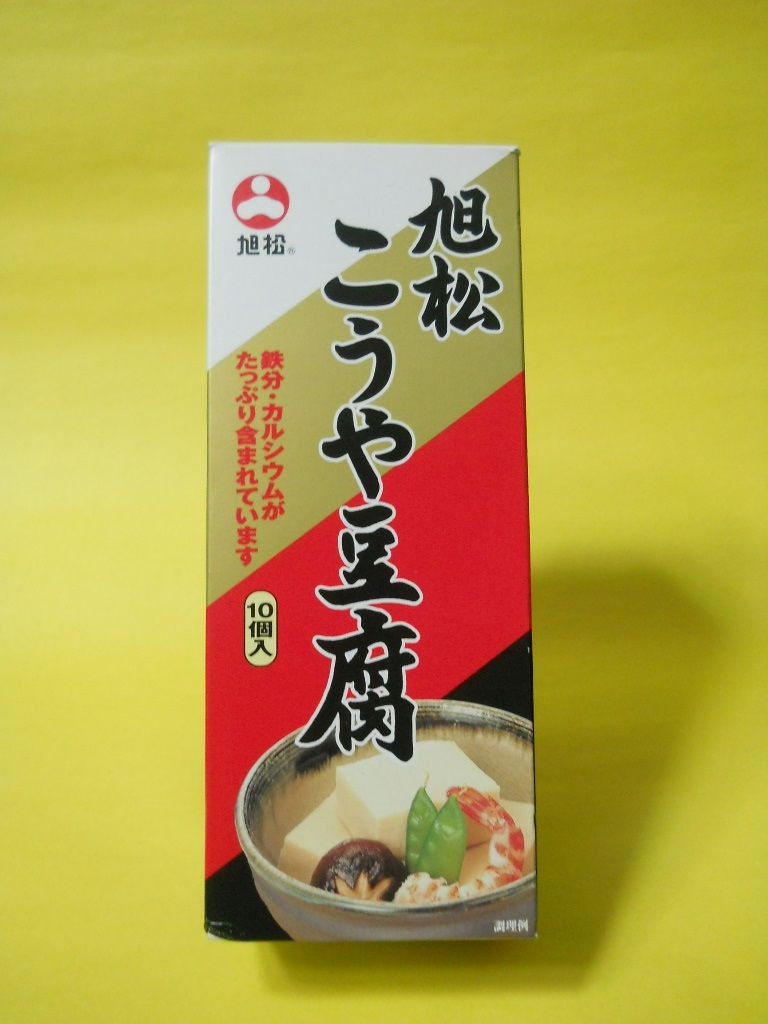 旭松®
旭松
こうや豆腐
鉄分・カルシウムが
たっぷり含まれています
10個入
調理例